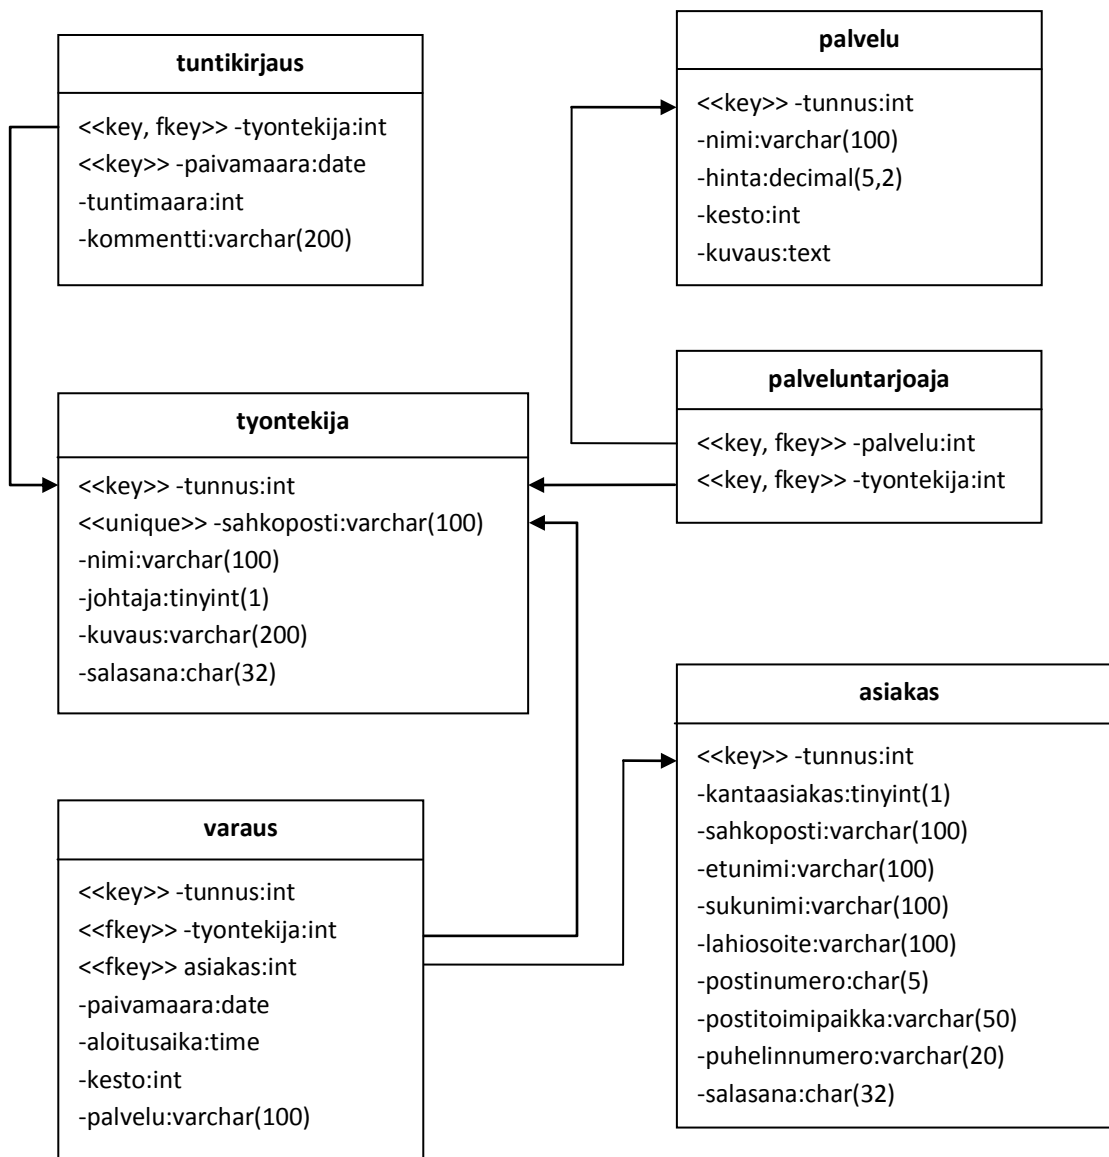 tuntikirjaus
<<key, fkey>> -tyontekija:int
<<key>> -paivamaara:date
-tuntimaara:int
-kommentti:varchar(200)
palvelu
<<key>> -tunnus:int
-nimi:varchar(100)
-hinta:decimal(5,2)
-kesto:int
-kuvaus:text
palveluntarjoaja
<<key, fkey>> -palvelu:int
<<key, fkey>> -tyontekija:int
tyontekija
<<key>> -tunnus:int
<<unique>> -sahkoposti:varchar(100)
-nimi:varchar(100)
-johtaja:tinyint(1)
-kuvaus:varchar(200)
-salasana:char(32)
asiakas
<<key>> -tunnus:int
-kantaasiakas:tinyint(1)
-sahkoposti:varchar(100)
-etunimi:varchar(100)
-sukunimi:varchar(100)
-lahiosoite:varchar(100)
-postinumero:char(5)
-postitoimipaikka:varchar(50)
-puhelinnumero:varchar(20)
-salasana:char(32)
varaus
<<key>> -tunnus:int
<<fkey>> -tyontekija:int
<<fkey>> asiakas:int
-paivamaara:date
-aloitusaika:time
-kesto:int
-palvelu:varchar(100)